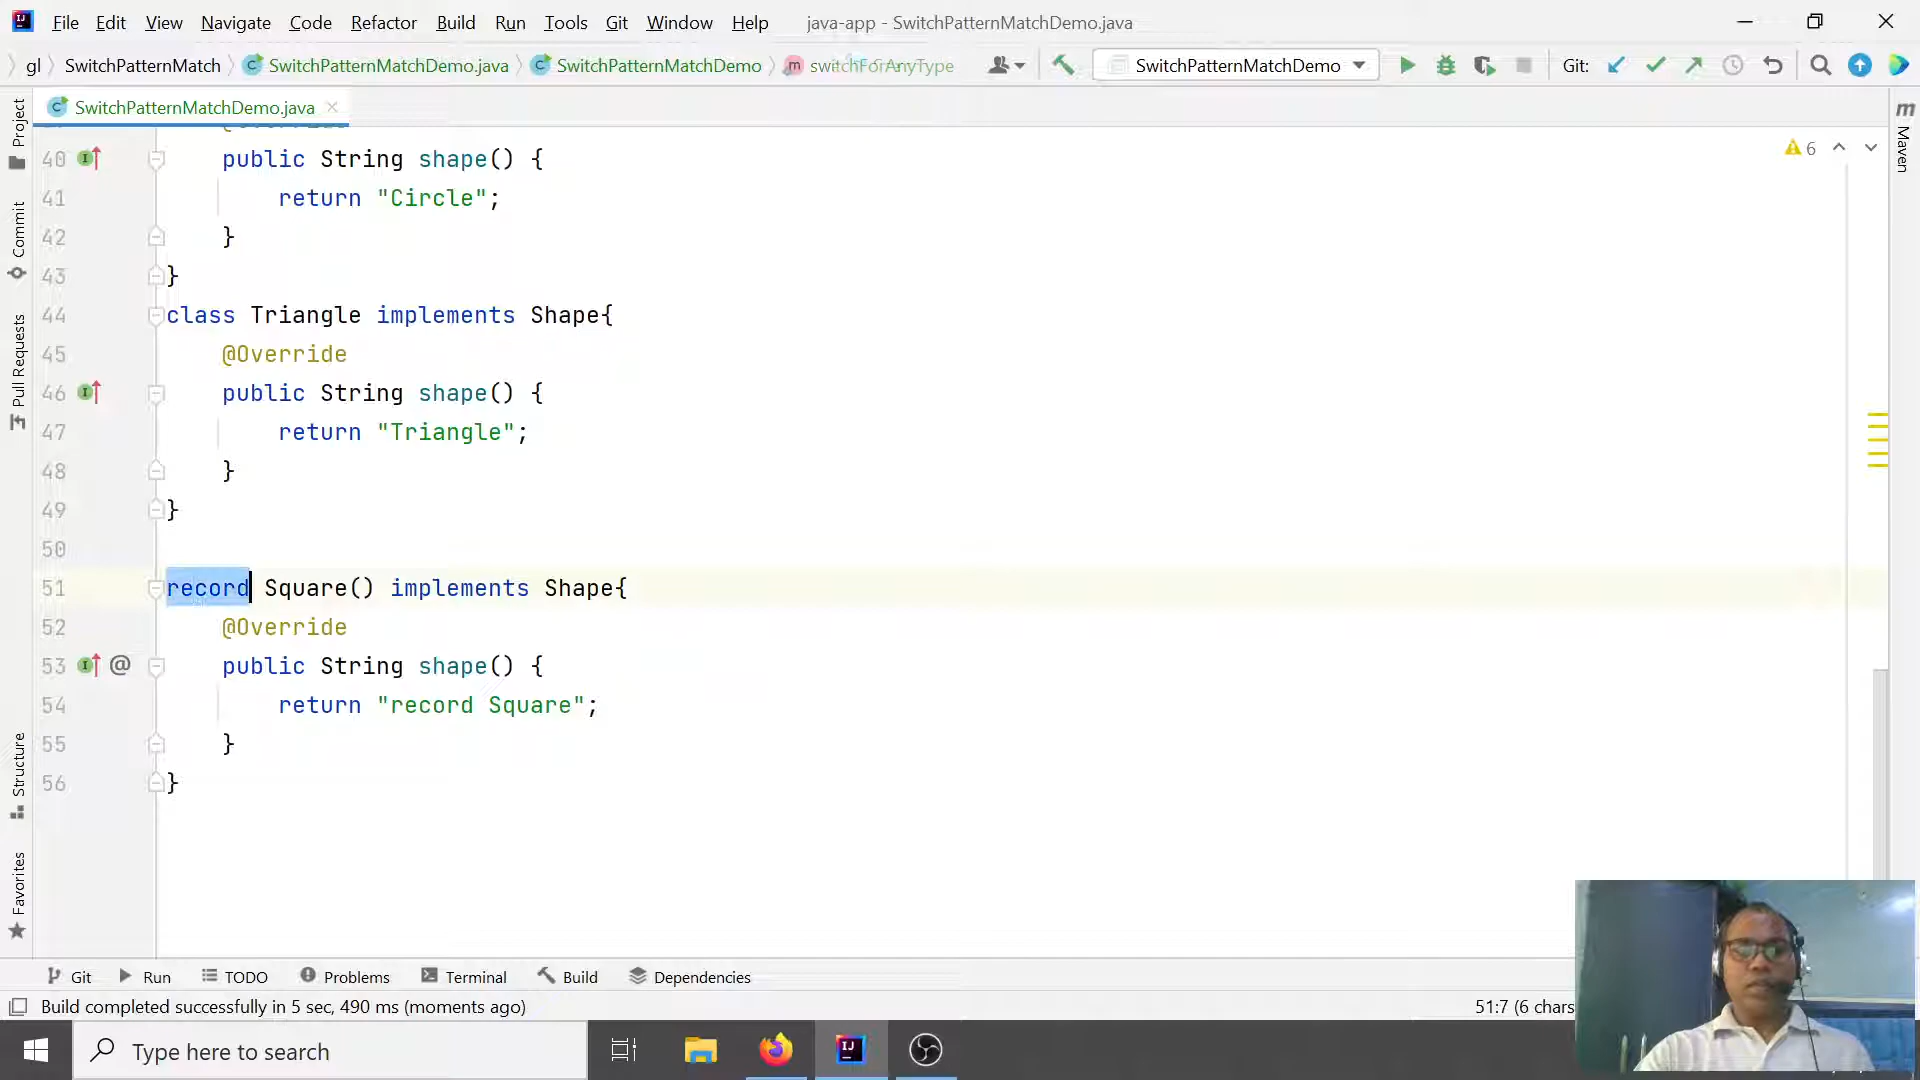 File Edit View Navigate Code Refactor Build Run Tools Git Window Help java-app - SwitchPatternMatchDemo.java
gl SwitchPatternMatch SwitchPatternMatchDemo.java SwitchPatternMatchDemo switchForAnyType SwitchPatternMatchDemo Git:
SwitchPatternMatchDemo.java
40 public String shape() {
41 return "Circle";
42 }
43 }
44 class Triangle implements Shape{
45 @Override
46 public String shape() {
47 return "Triangle";
48 }
49 }
50
51 record Square() implements Shape{
52 @Override
53 public String shape() {
54 return "record Square";
55 }
56 }
6
Project
Commit
Pull Requests
Structure
Favorites
m Maven
Git Run TODO Problems Terminal Build Dependencies
Build completed successfully in 5 sec, 490 ms (moments ago) 51:7 (6 chars
Type here to search